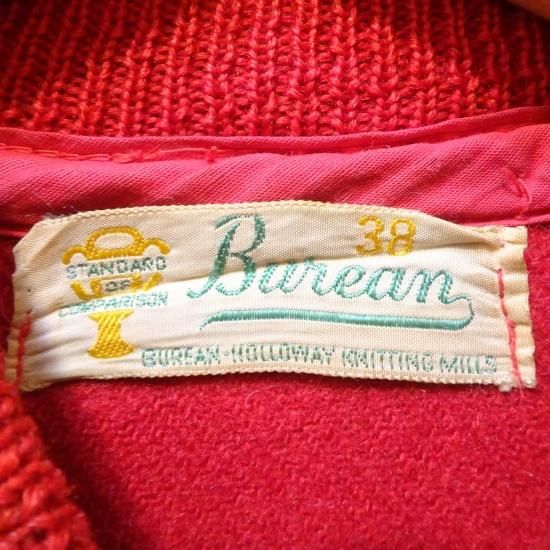 38
STANDARD
OF
COMPARISON
Burean
BUREAN-HOLLOWAY KNITTING MILLS